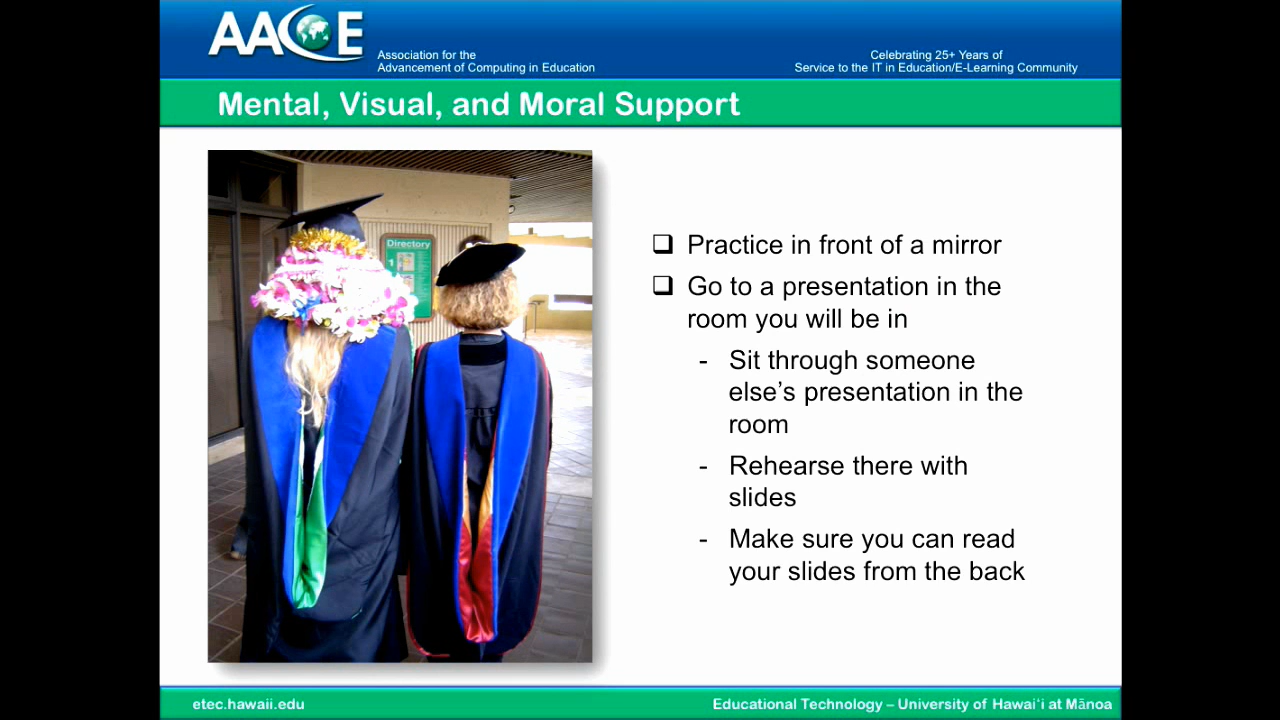 AACE
Association for the
Advancement of Computing in Education
Celebrating 25+ Years of
Service to the IT in Education/E-Learning Community
Mental, Visual, and Moral Support
Directory
1
❑ Practice in front of a mirror
❑ Go to a presentation in the
room you will be in
- Sit through someone
else’s presentation in the
room
- Rehearse there with
slides
- Make sure you can read
your slides from the back
etec.hawaii.edu
Educational Technology – University of Hawaiʻi at Mānoa